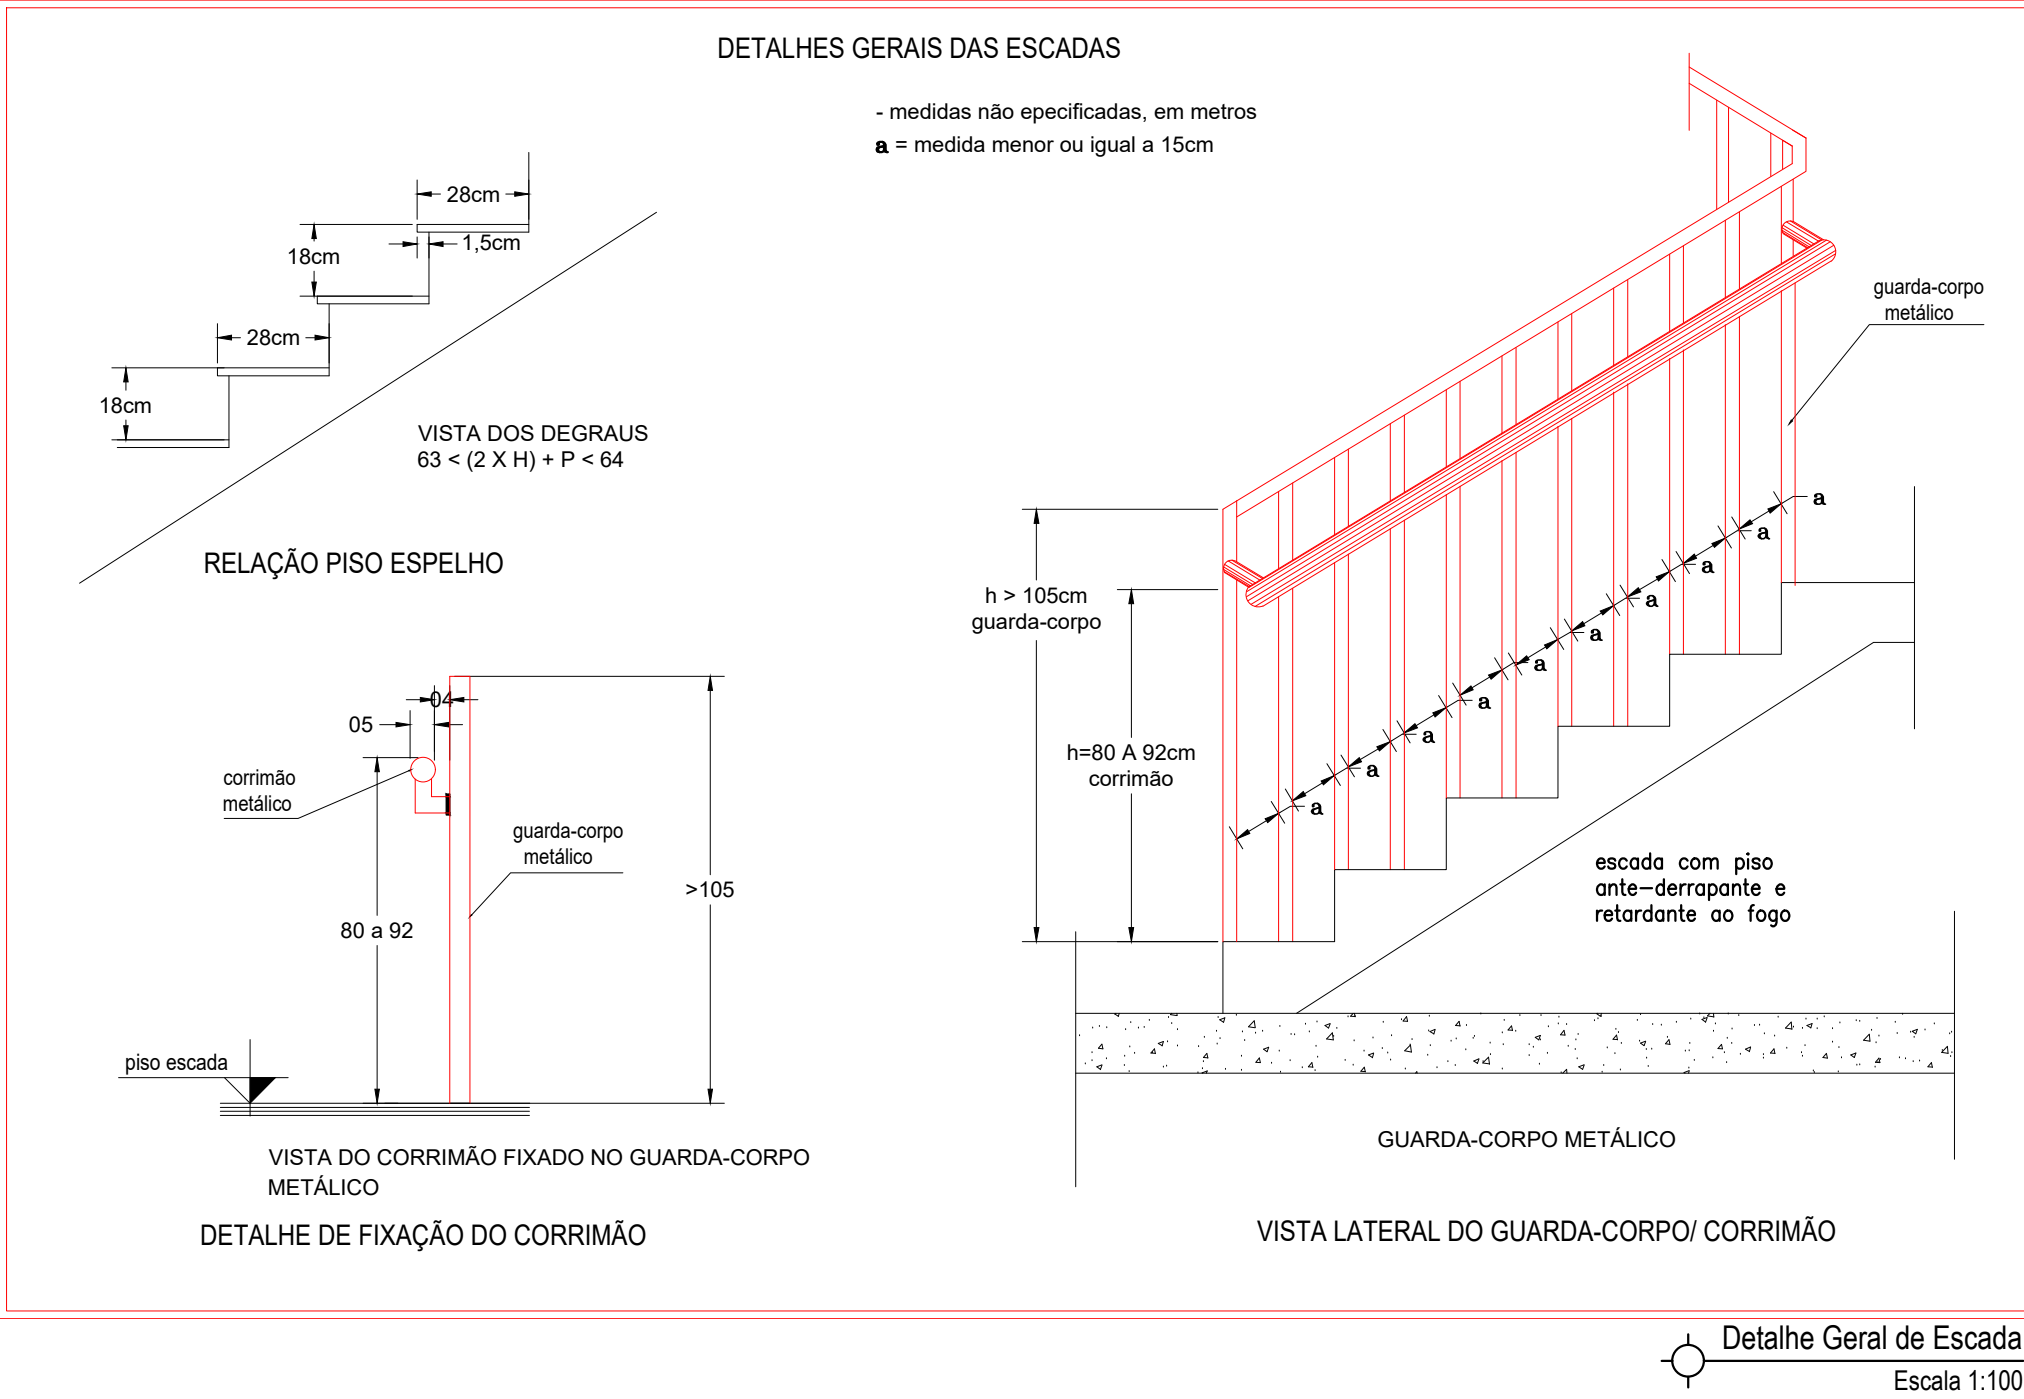 DETALHES GERAIS DAS ESCADAS
- medidas não epecificadas, em metros
a = medida menor ou igual a 15cm
28cm
1,5cm
18cm
28cm
18cm
VISTA DOS DEGRAUS
63 < (2 X H) + P < 64
RELAÇÃO PISO ESPELHO
04
05
corrimão
metálico
guarda-corpo
metálico
>105
80 a 92
piso escada
VISTA DO CORRIMÃO FIXADO NO GUARDA-CORPO
METÁLICO
DETALHE DE FIXAÇÃO DO CORRIMÃO
guarda-corpo
metálico
h > 105cm
guarda-corpo
h=80 A 92cm
corrimão
a
a
a
a
a
a
a
a
a
a
escada com piso
ante-derrapante e
retardante ao fogo
GUARDA-CORPO METÁLICO
VISTA LATERAL DO GUARDA-CORPO/ CORRIMÃO
Detalhe Geral de Escada
Escala 1:100